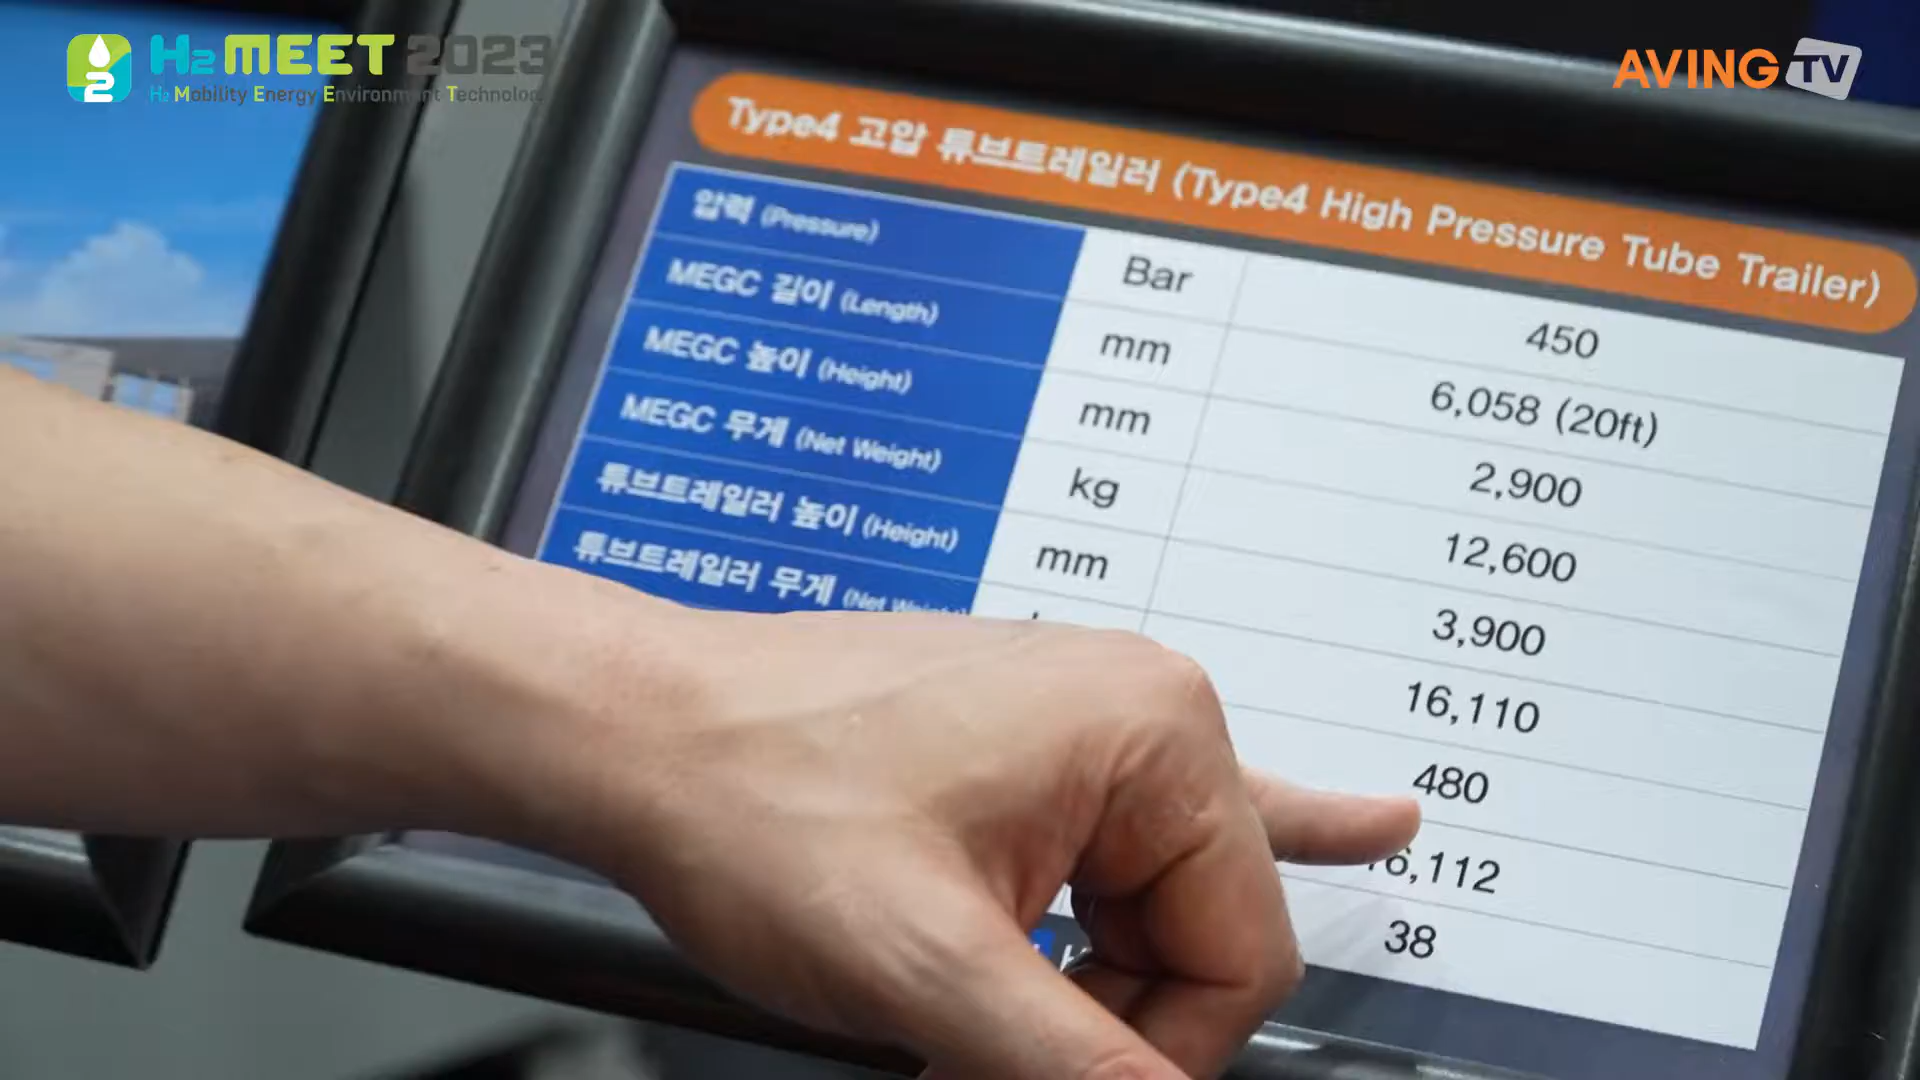 H2 MEET 2023
H2 Mobility Energy Environment Technology
AVING TV
Type4 고압 튜브트레일러 (Type4 High Pressure Tube Trailer)
압력 (Pressure) Bar 450
MEGC 길이 (Length) mm 6,058 (20ft)
MEGC 높이 (Height) mm 2,900
MEGC 무게 (Net Weight) kg 12,600
튜브트레일러 높이 (Height) mm 3,900
튜브트레일러 무게 (Net Weight) 16,110
480
6,112
38